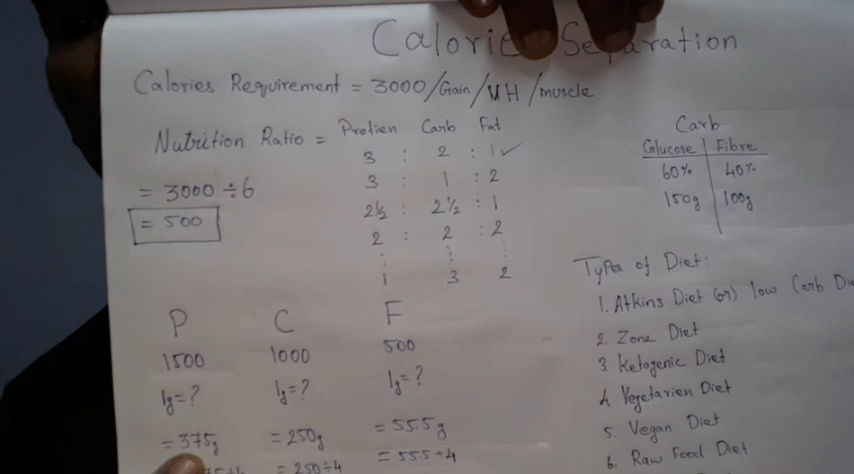 Calorie Separation
Calories Requirement = 3000/Gain/MH/muscle
Nutrition Ratio = Protien Carb Fat
3 : 2 : 1 ✓
3 : 1 : 2
2½ : 2½ : 1
2 : 2 : 2
1 3 2
= 3000 ÷ 6
= 500
P C F
1500 1000 500
1g = ? 1g = ? 1g = ?
= 375g = 250g = 55.5g
= 250 ÷ 4 = 555 ÷ 4
Carb
Glucose Fibre
60% 40%
150g 100g
Types of Diet:
1. Atkins Diet (or) low Carb
2. Zone Diet
3 Ketogenic Diet
4 Vegetarien Diet
5. Vegan Diet
6. Raw Food Diet